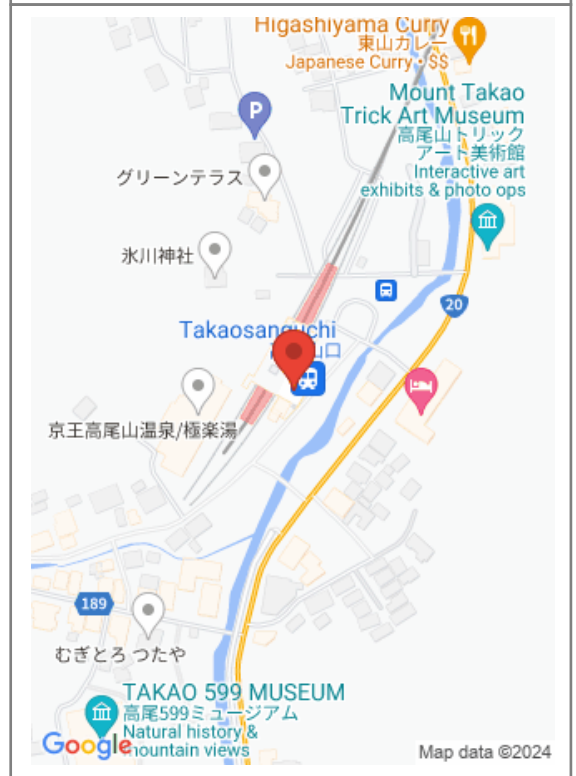 Higashiyama Curry
東山カレー
Japanese Curry • $$
Mount Takao
Trick Art Museum
高尾山トリック
アート美術館
Interactive art
exhibits & photo ops
P
グリーンテラス
氷川神社
20
Takaosanguchi
山口
京王高尾山温泉/極楽湯
189
むぎとろ つたや
TAKAO 599 MUSEUM
高尾599ミュージアム
Natural history &
mountain views
Google
Map data ©2024